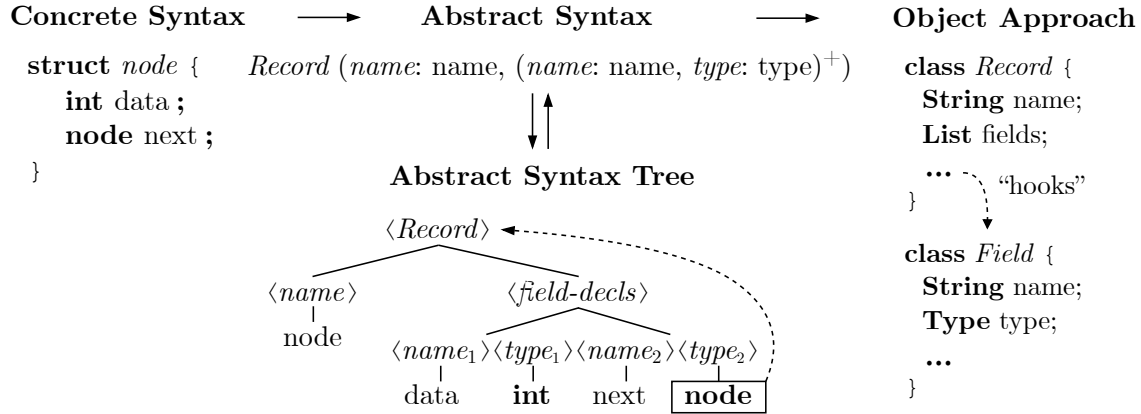 Concrete Syntax
Abstract Syntax
Object Approach
struct node {
int data ;
node next ;
}
Record (name: name, (name: name, type: type)+)
Abstract Syntax Tree
⟨Record⟩
⟨name⟩ ⟨field-decls⟩
node
⟨name1⟩⟨type1⟩⟨name2⟩⟨type2⟩
data int next node
class Record {
String name;
List fields;
...
“hooks”
}
class Field {
String name;
Type type;
...
}